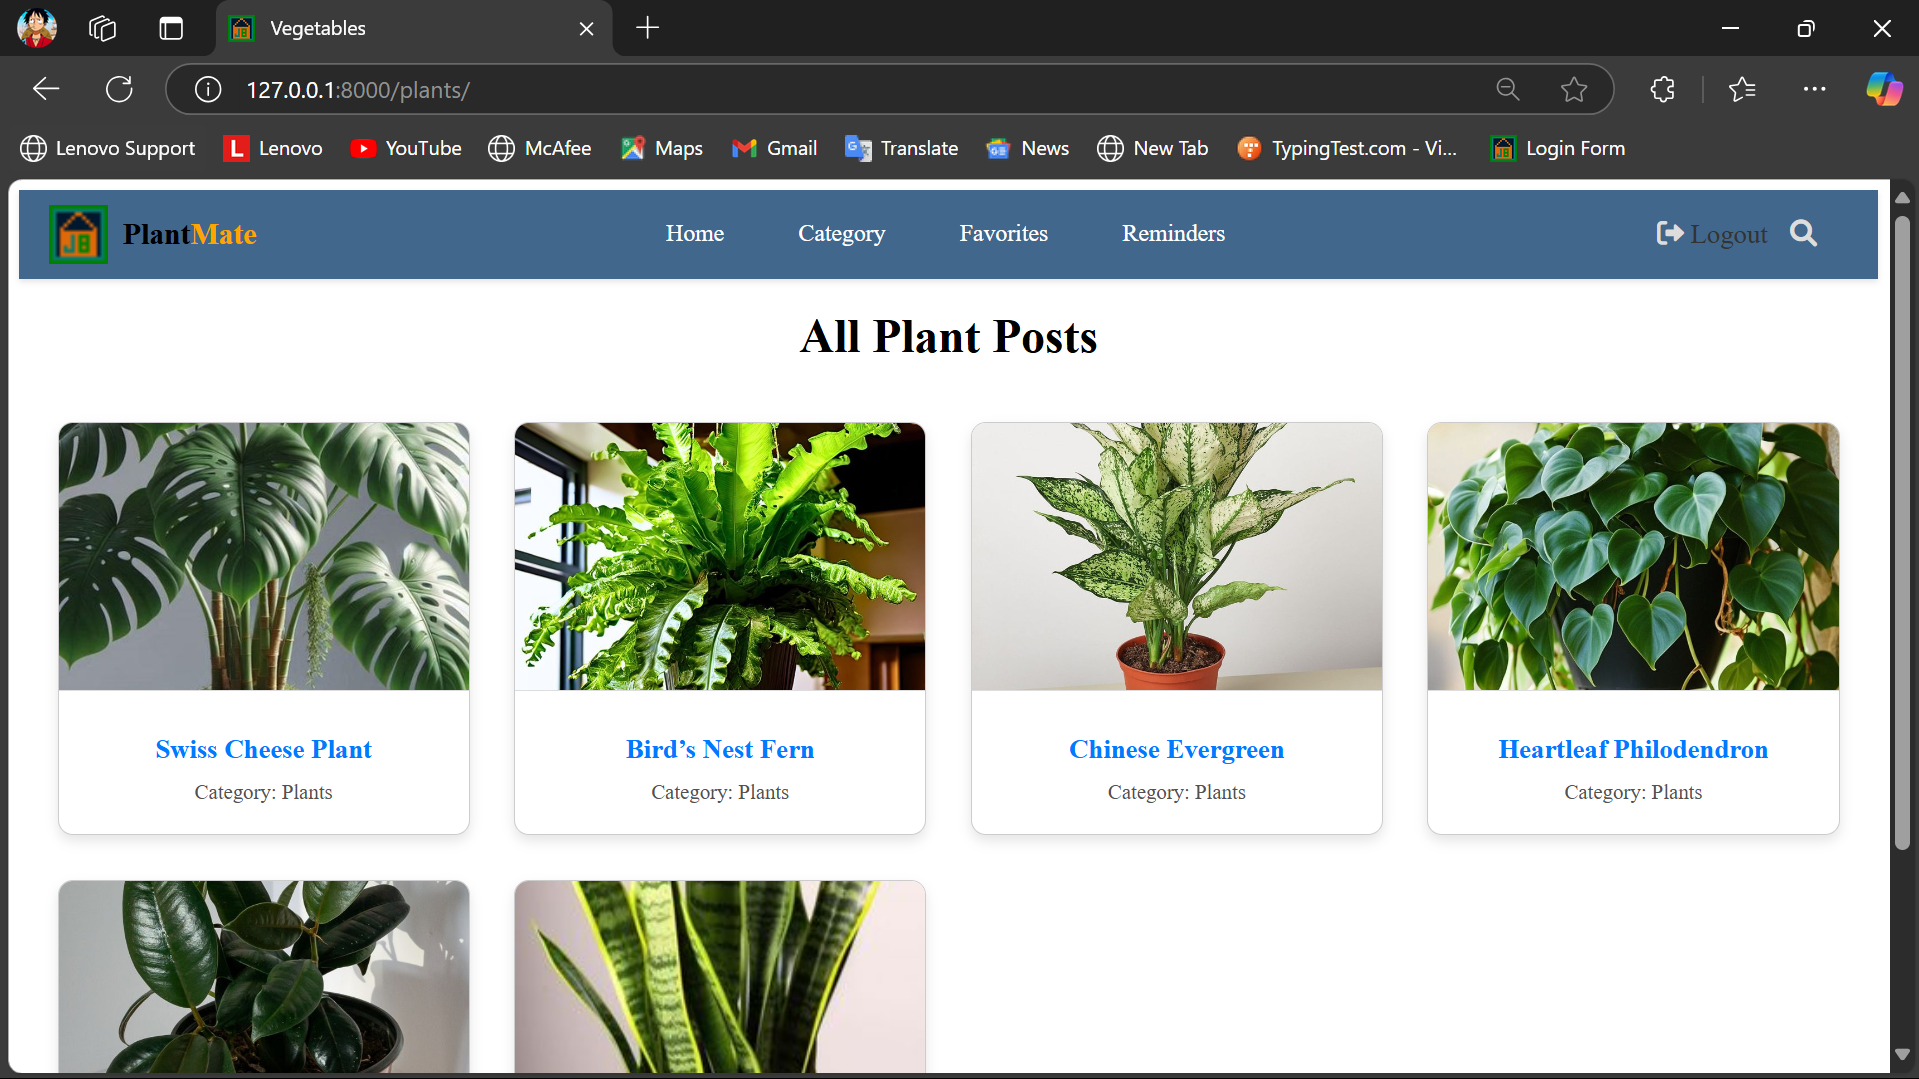 Vegetables
127.0.0.1:8000/plants/
Lenovo Support
L Lenovo
YouTube
McAfee
Maps
Gmail
Translate
News
New Tab
TypingTest.com - Vi...
Login Form
JB PlantMate
Home
Category
Favorites
Reminders
Logout
All Plant Posts
Swiss Cheese Plant
Category: Plants
Bird’s Nest Fern
Category: Plants
Chinese Evergreen
Category: Plants
Heartleaf Philodendron
Category: Plants